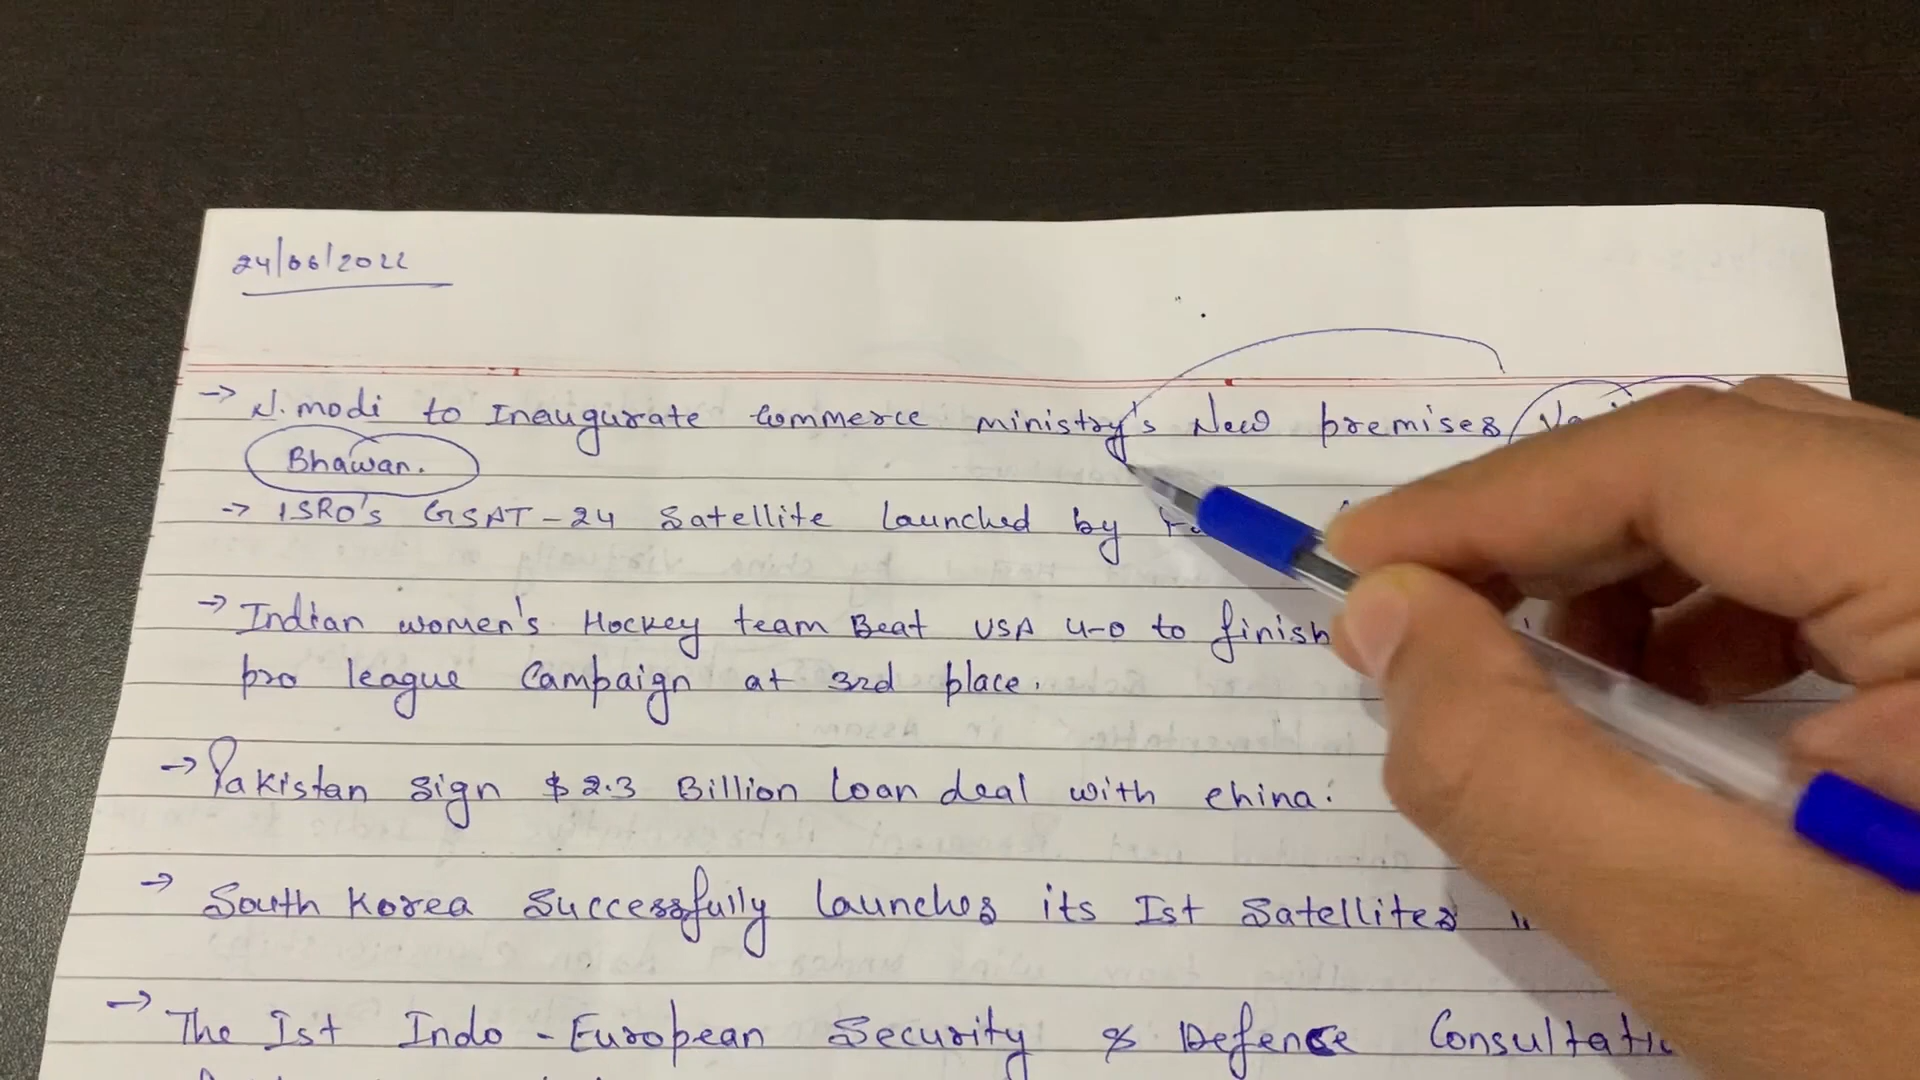 24/06/2022
→ N. modi to Inaugurate Commerce ministry's New premises
Bhawan.
→ ISRO's GSAT-24 Satellite Launched by
→ Indian women's Hockey team Beat USA 4-0 to finish
pro league Campaign at 3rd place.
→ Pakistan sign $ 2.3 Billion loan deal with china.
→ South Korea Successfully launches its Ist Satellites
→ The Ist Indo - European Security & Defence